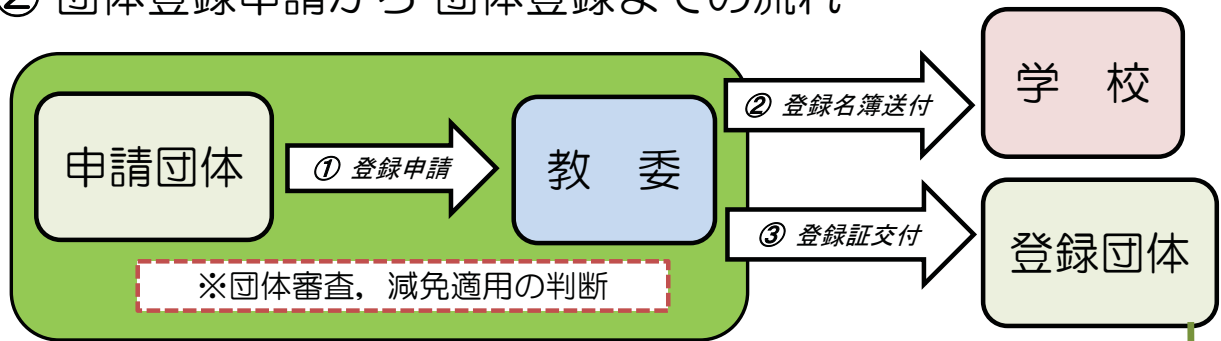 ② 団体登録申請から 団体登録までの流れ
申請団体
① 登録申請
教　委
※団体審査，減免適用の判断
② 登録名簿送付
学　校
③ 登録証交付
登録団体